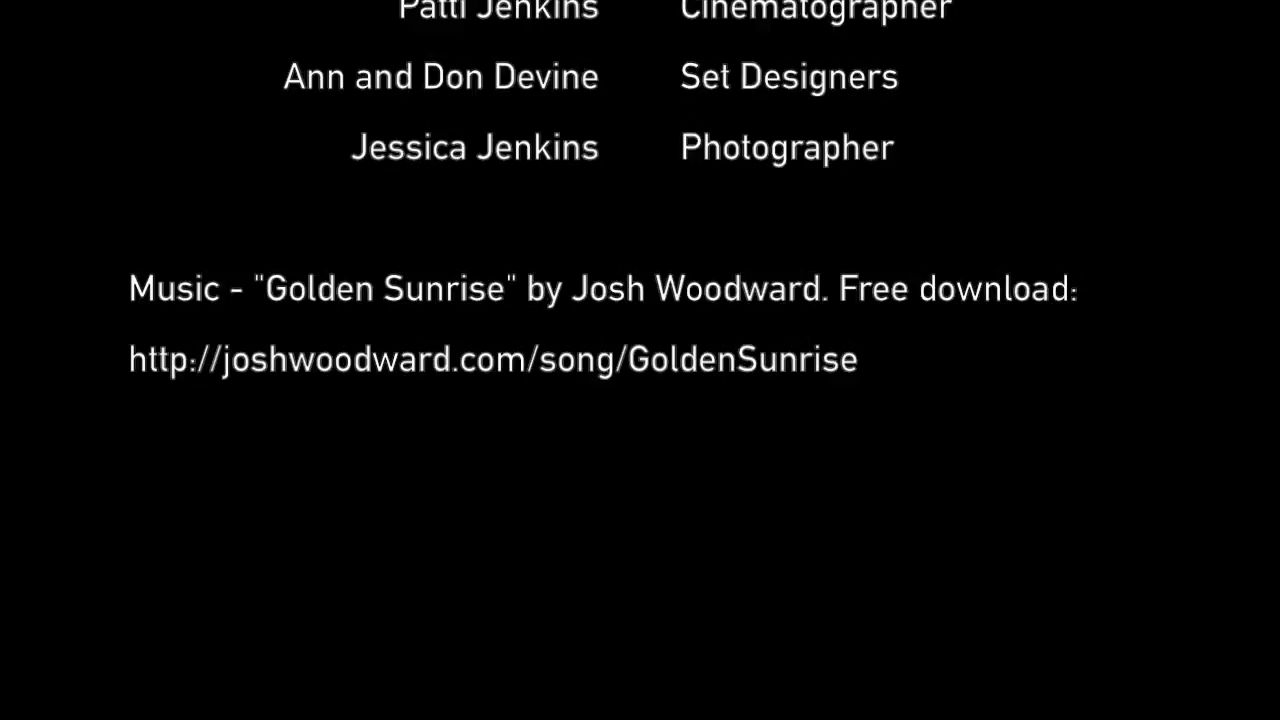 Patti Jenkins Cinematographer
Ann and Don Devine Set Designers
Jessica Jenkins Photographer
Music - "Golden Sunrise" by Josh Woodward. Free download:
http://joshwoodward.com/song/GoldenSunrise